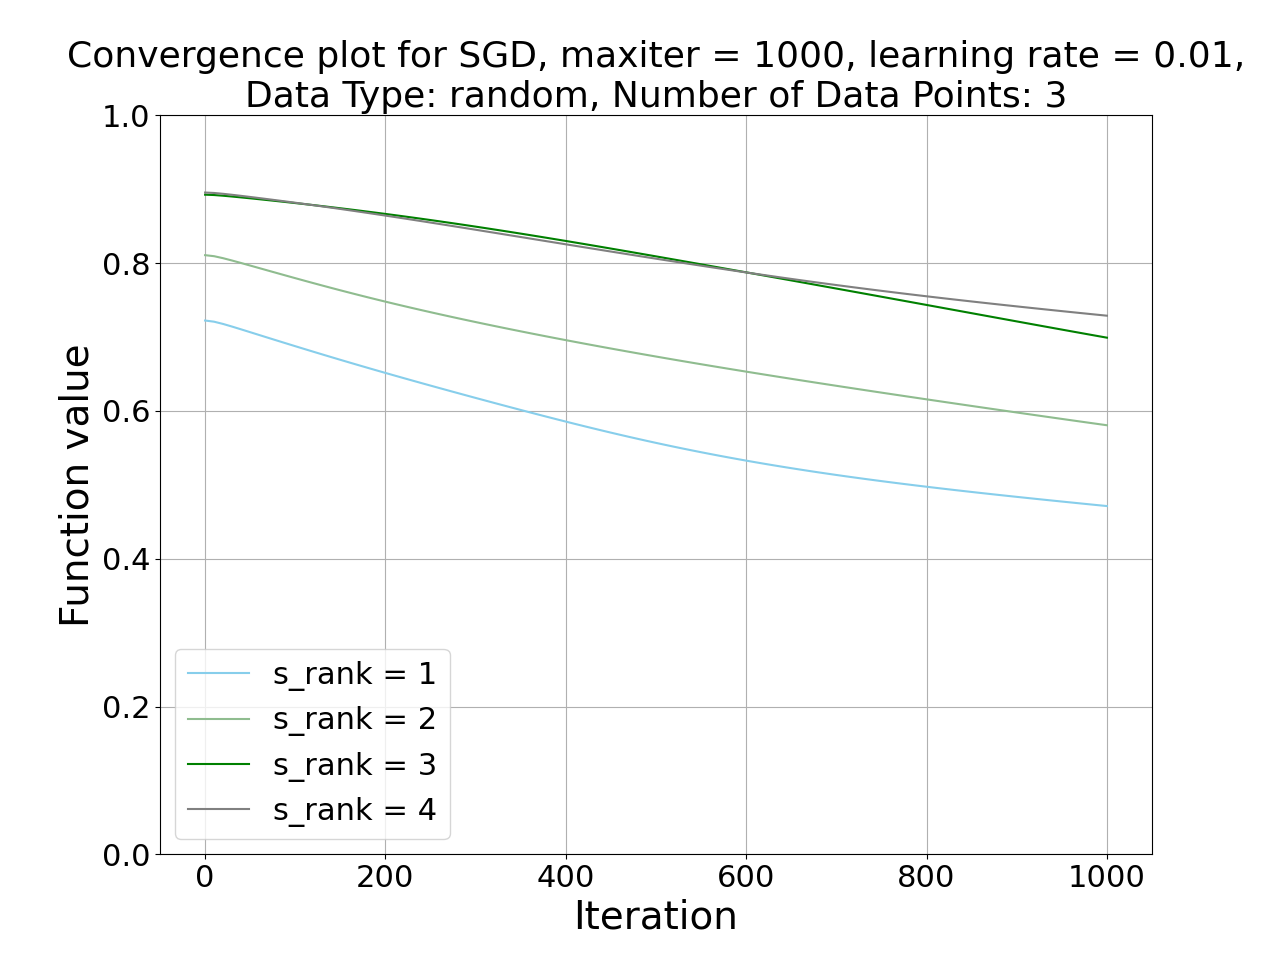 Convergence plot for SGD, maxiter = 1000, learning rate = 0.01,
Data Type: random, Number of Data Points: 3
1.0
0.8
0.6
0.4
0.2
0.0
Function value
s_rank = 1
s_rank = 2
s_rank = 3
s_rank = 4
0 200 400 600 800 1000
Iteration